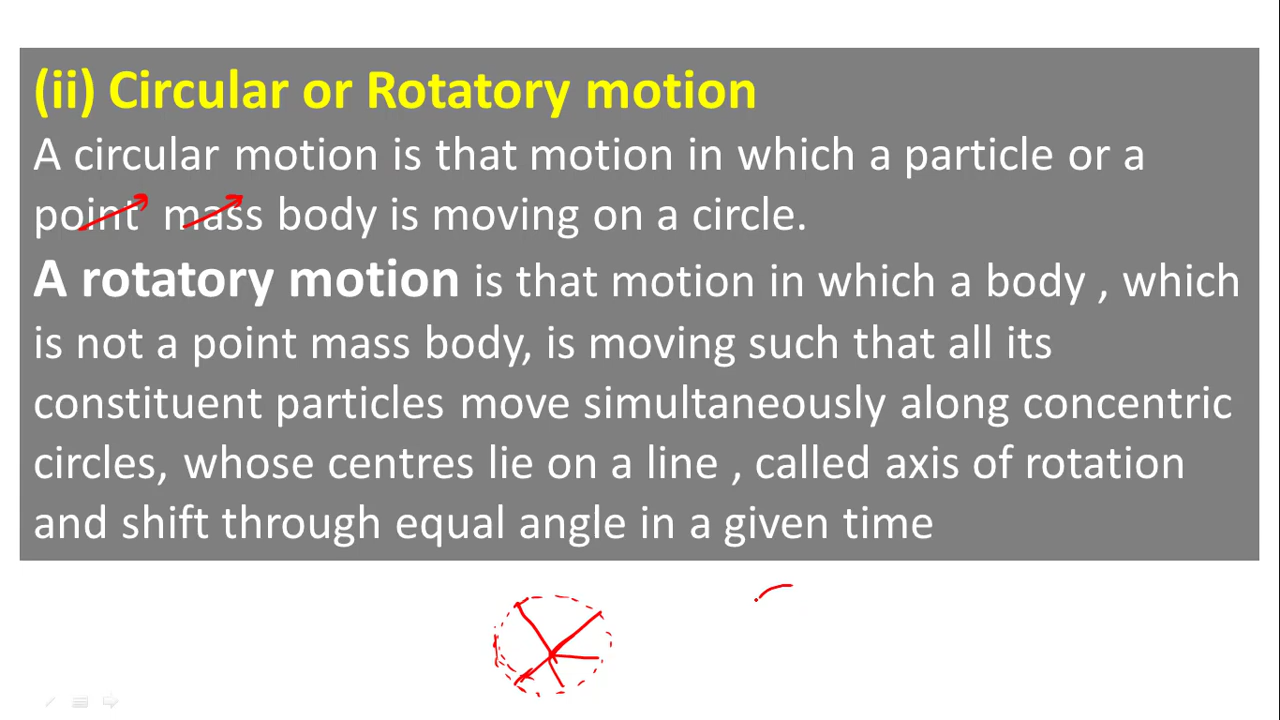 (ii) Circular or Rotatory motion
A circular motion is that motion in which a particle or a
point mass body is moving on a circle.
A rotatory motion is that motion in which a body , which
is not a point mass body, is moving such that all its
constituent particles move simultaneously along concentric
circles, whose centres lie on a line , called axis of rotation
and shift through equal angle in a given time